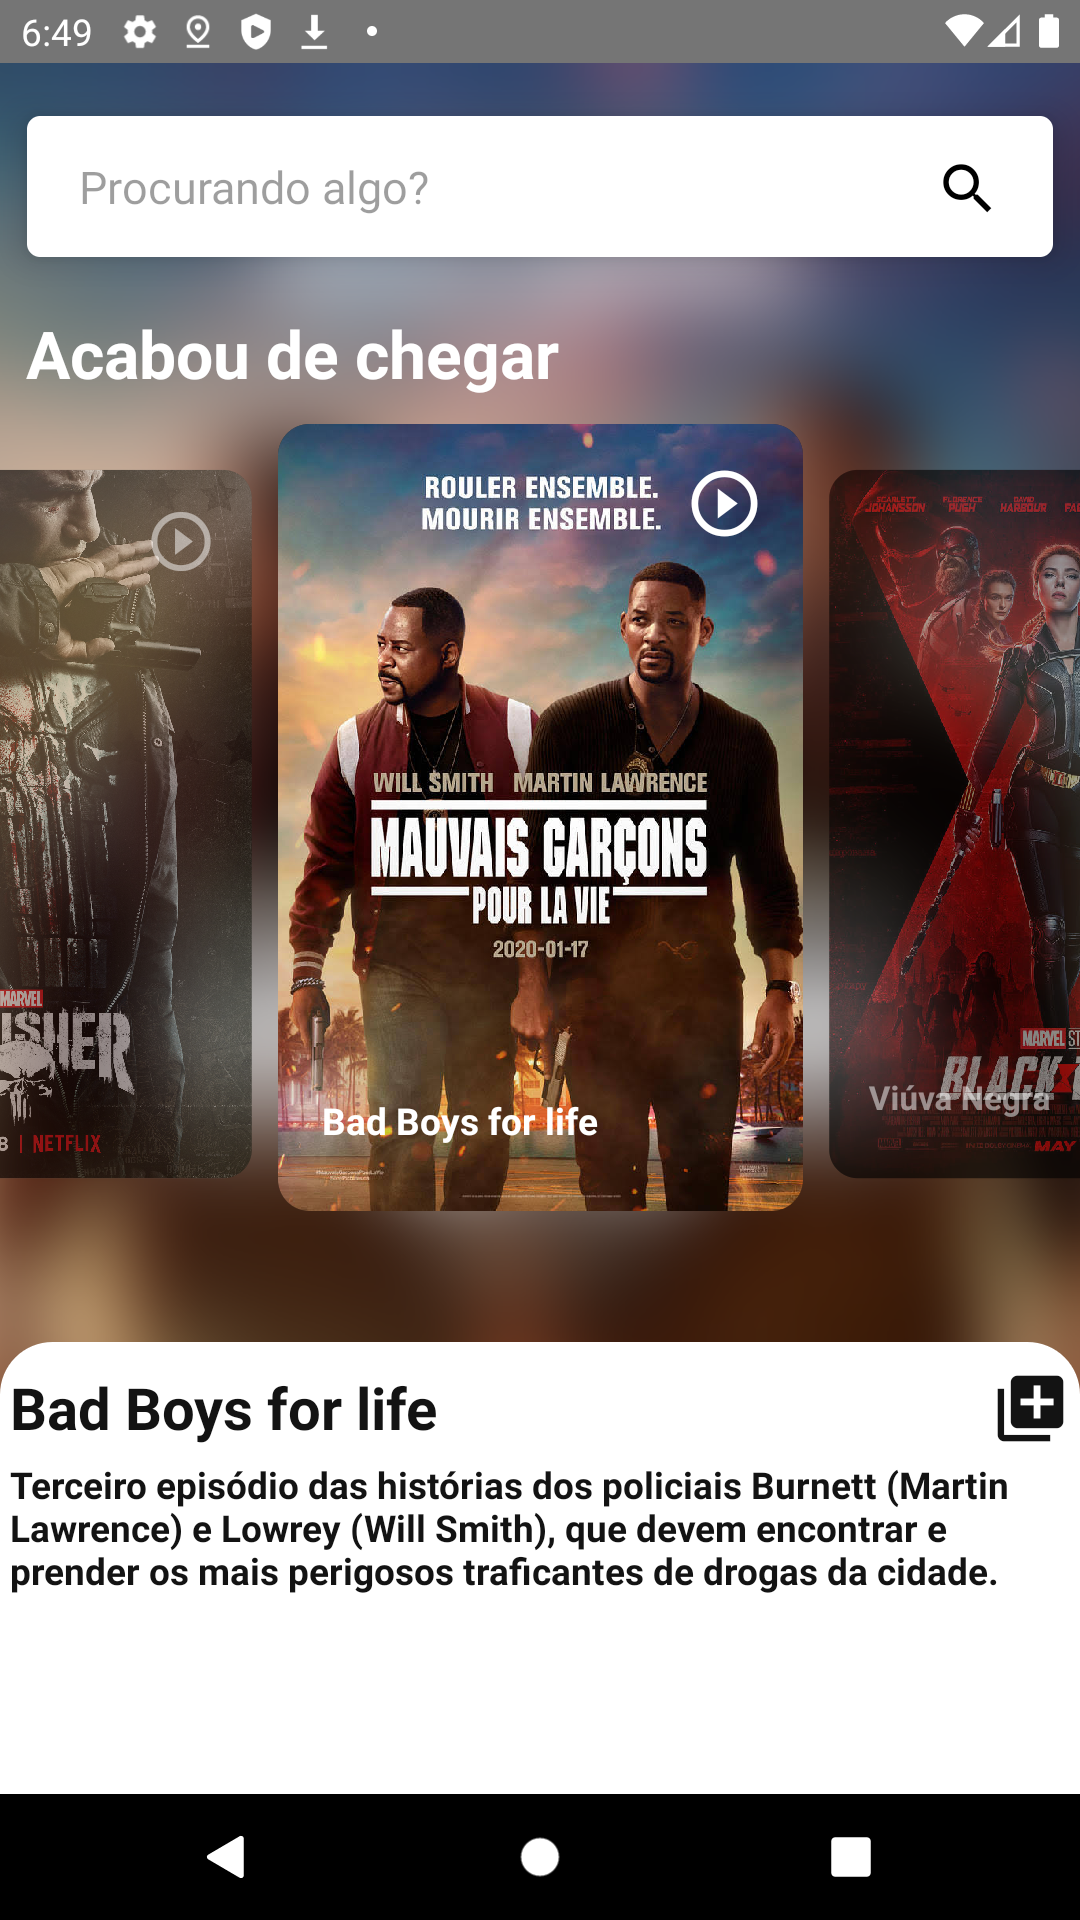 6:49
Procurando algo?
Acabou de chegar
MARVEL
ISHER
8 | NETFLIX
ROULER ENSEMBLE.
MOURIR ENSEMBLE.
WILL SMITH MARTIN LAWRENCE
MAUVAIS GARÇONS
POUR LA VIE
2020-01-17
Bad Boys for life
SCARLETT JOHANSSON
FLORENCE PUGH
DAVID HARBOUR
MARVEL ST
BLACK
Viúva Negra
MAY
Bad Boys for life
Terceiro episódio das histórias dos policiais Burnett (Martin
Lawrence) e Lowrey (Will Smith), que devem encontrar e
prender os mais perigosos traficantes de drogas da cidade.